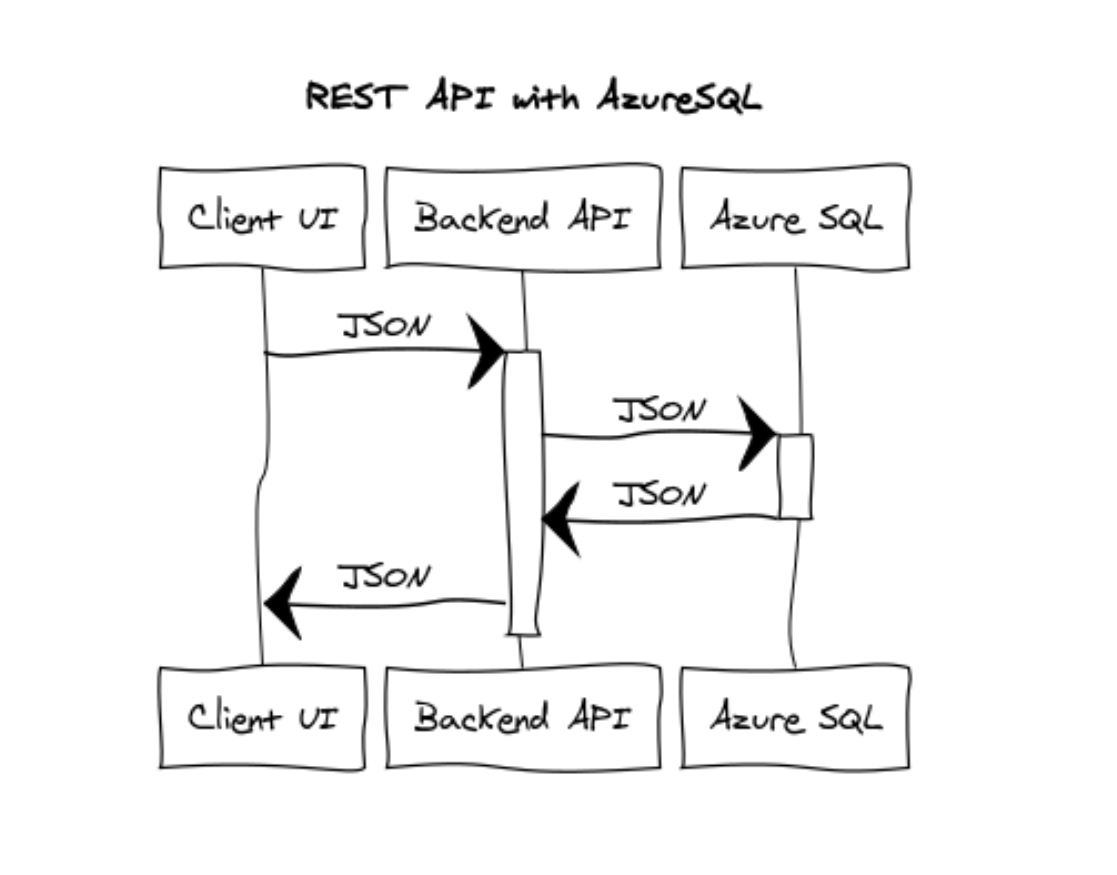 REST API with AzureSQL
Client UI
Backend API
Azure SQL
JSON
JSON
JSON
JSON
Client UI
Backend API
Azure SQL